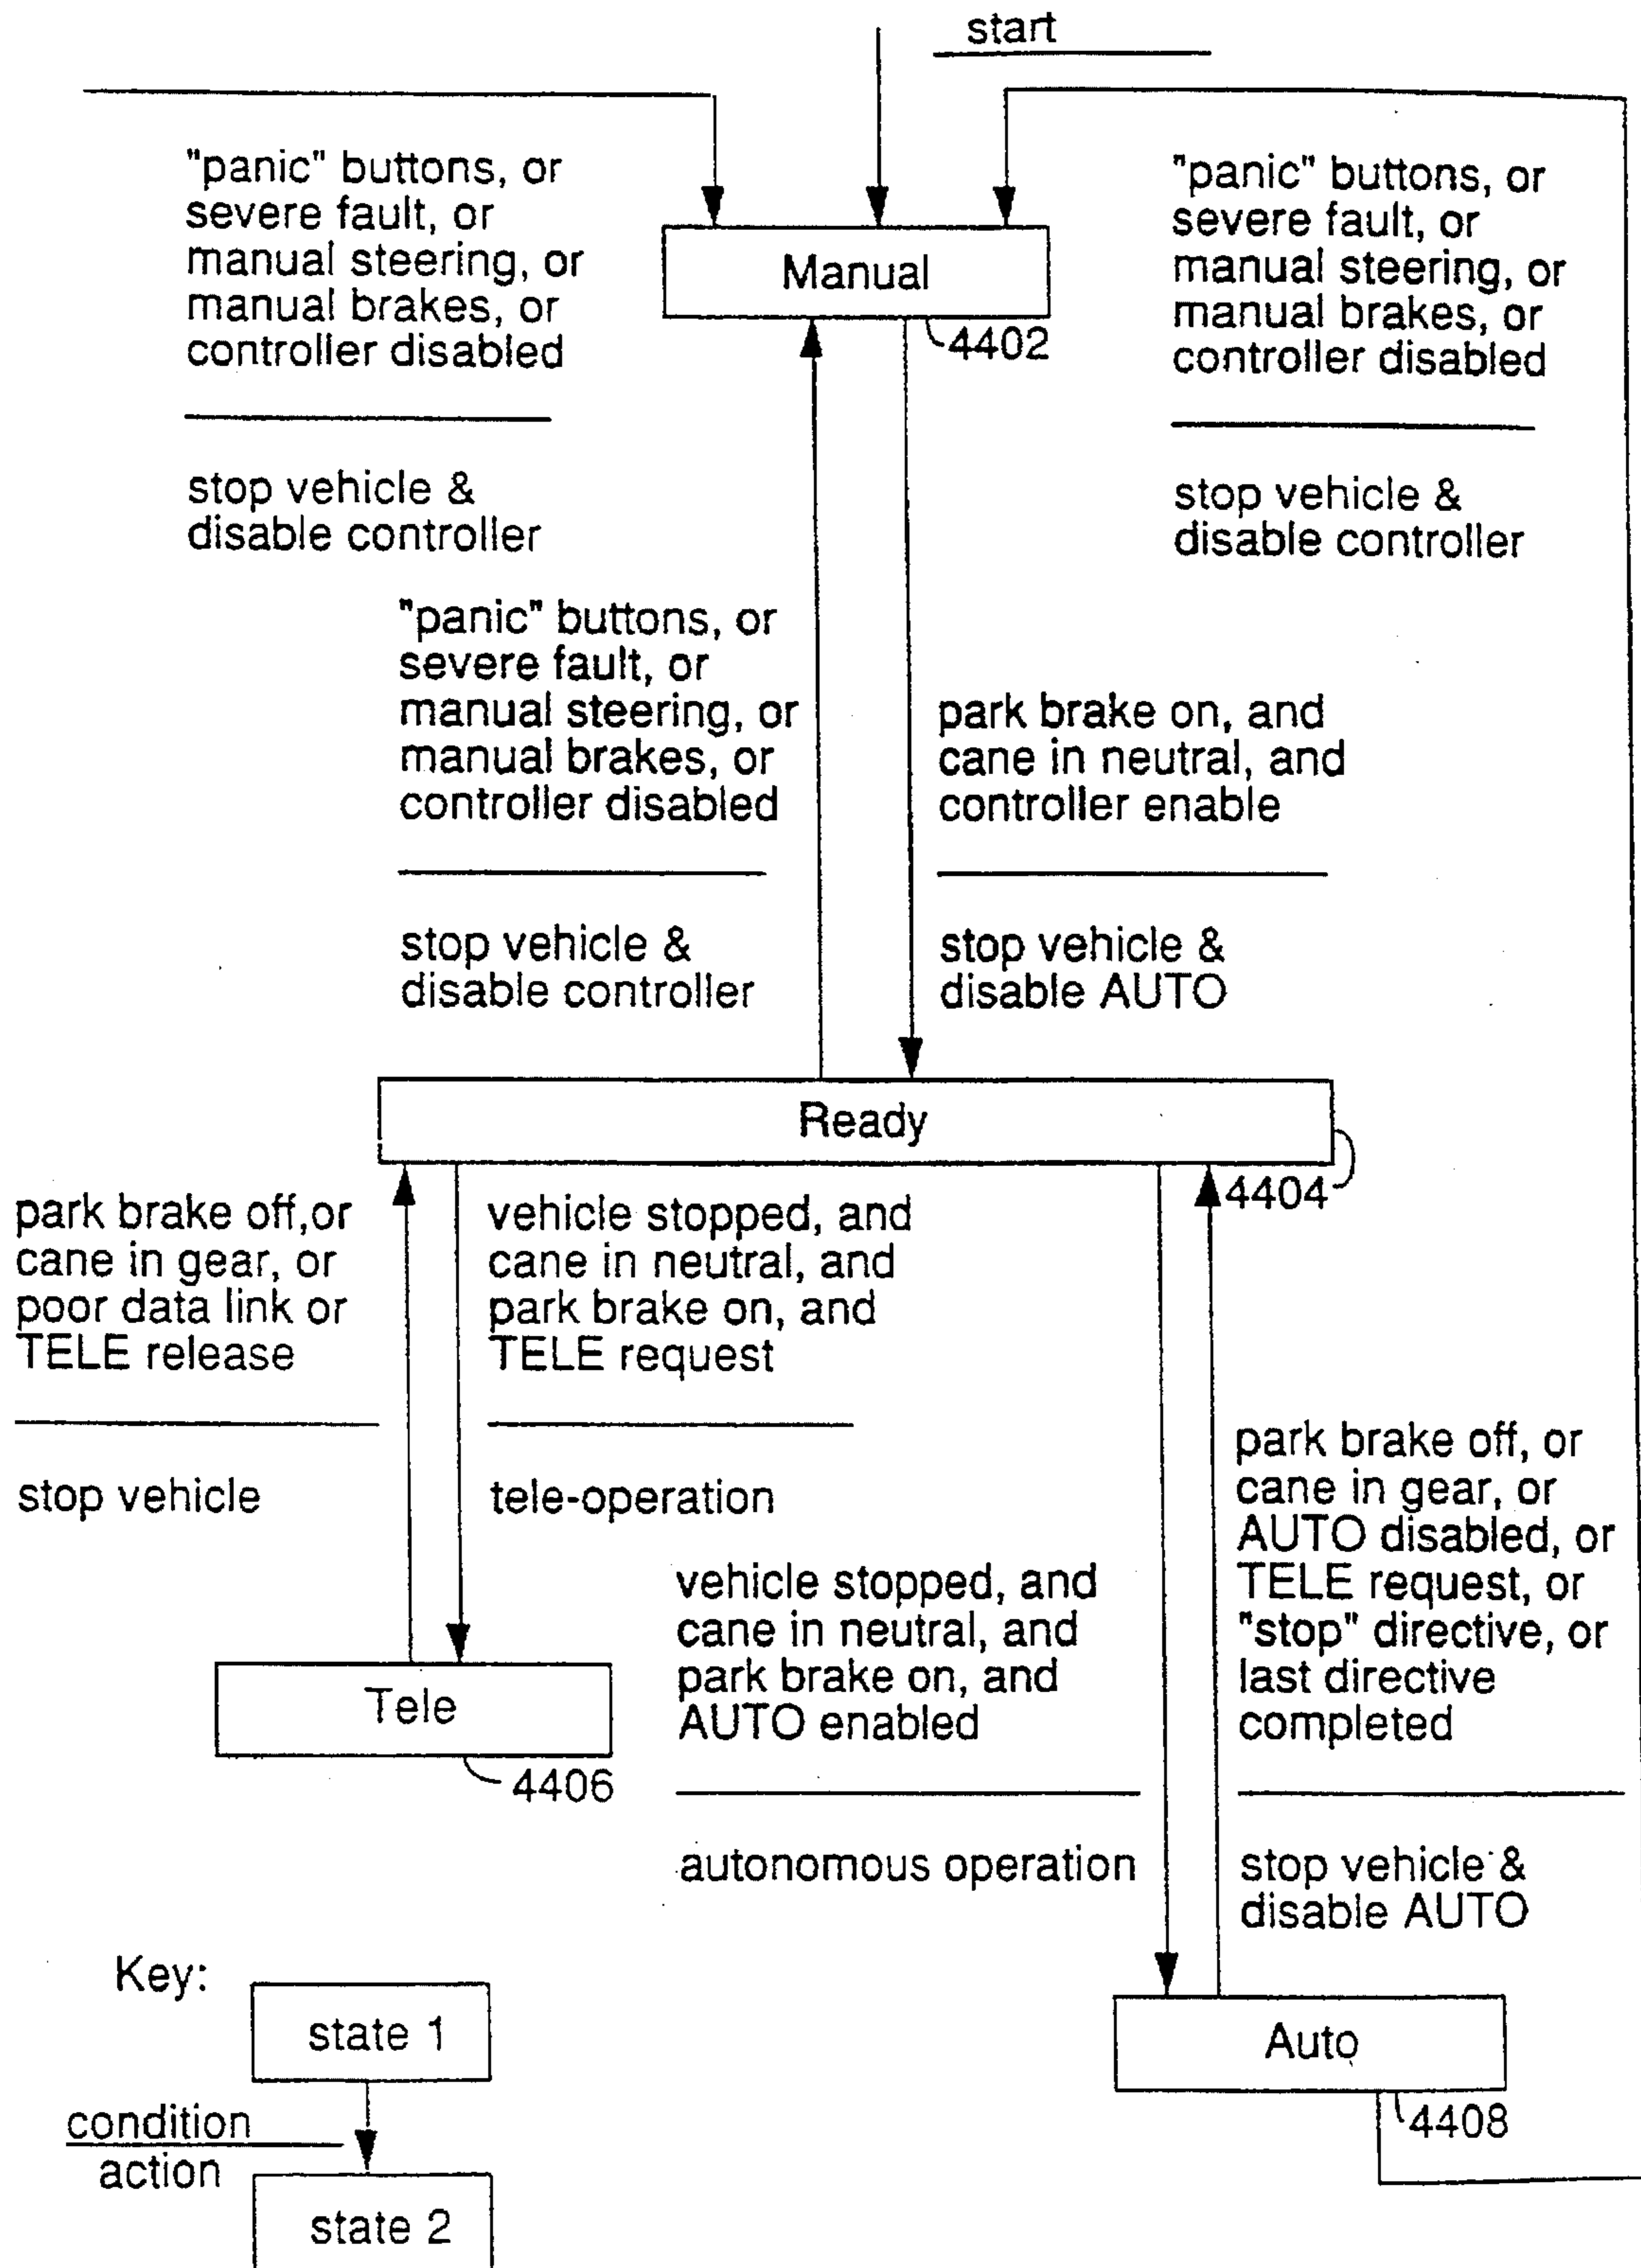 start
"panic" buttons, or
severe fault, or
manual steering, or
manual brakes, or
controller disabled
stop vehicle &
disable controller
Manual
4402
"panic" buttons, or
severe fault, or
manual steering, or
manual brakes, or
controller disabled
stop vehicle &
disable controller
"panic" buttons, or
severe fault, or
manual steering, or
manual brakes, or
controller disabled
stop vehicle &
disable controller
park brake on, and
cane in neutral, and
controller enable
stop vehicle &
disable AUTO
Ready
4404
park brake off,or
cane in gear, or
poor data link or
TELE release
stop vehicle
vehicle stopped, and
cane in neutral, and
park brake on, and
TELE request
tele-operation
Tele
4406
vehicle stopped, and
cane in neutral, and
park brake on, and
AUTO enabled
autonomous operation
park brake off, or
cane in gear, or
AUTO disabled, or
TELE request, or
"stop" directive, or
last directive
completed
stop vehicle &
disable AUTO
Auto
4408
Key:
state 1
condition
action
state 2